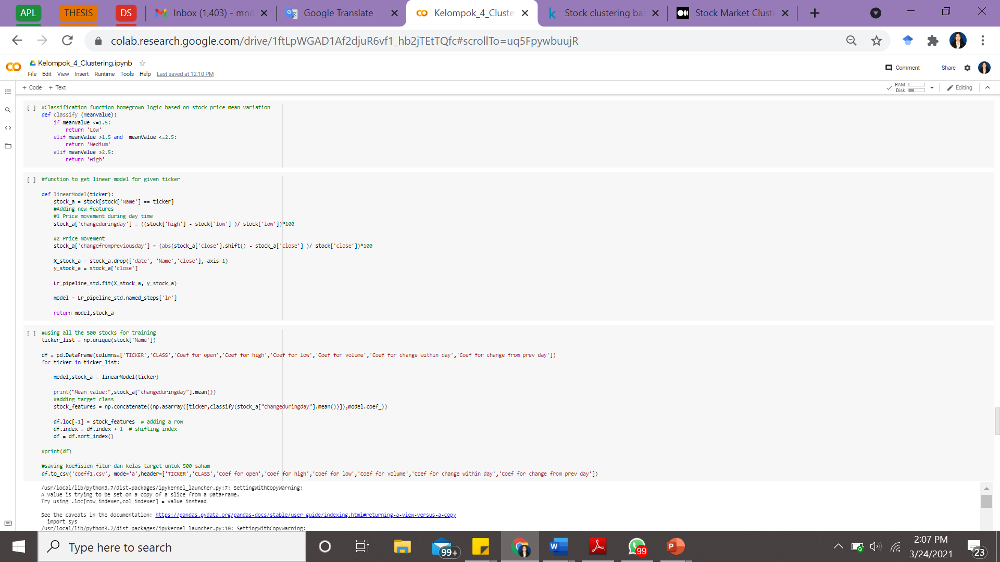 APL
THESIS
DS
Inbox (1,403) - mn
Google Translate
Kelompok_4_Cluste
Stock clustering ba
Stock Market Clust
colab.research.google.com/drive/1ftLpWGAD1Af2djuR6vf1_hb2jTEtTQfc#scrollTo=uq5FpywbuujR
Kelompok_4_Clustering.ipynb
Comment
Share
File Edit View Insert Runtime Tools Help Last saved at 12:10 PM
+ Code + Text
RAM
Disk
Editing
[ ] #Classification function homegrown logic based on stock price mean variation
def classify (meanValue):
if meanValue <=1.5:
return 'Low'
elif meanValue >1.5 and  meanValue <=2.5:
return 'Medium'
elif meanValue >2.5:
return 'High'
[ ] #function to get linear model for given ticker
def linearModel(ticker):
stock_a = stock[stock['Name'] == ticker]
#Adding new features
#1 Price movement during day time
stock_a['changeduringday'] = ((stock['high'] - stock['low'] )/ stock['low'])*100
#2 Price movement
stock_a['changefrompreviousday'] = (abs(stock_a['close'].shift() - stock_a['close'] )/ stock['close'])*100
X_stock_a = stock_a.drop(['date', 'Name','close'], axis=1)
y_stock_a = stock_a['close']
Lr_pipeline_std.fit(X_stock_a, y_stock_a)
model = Lr_pipeline_std.named_steps['lr']
return model,stock_a
[ ] #using all the 500 stocks for training
ticker_list = np.unique(stock['Name'])
df = pd.DataFrame(columns=['TICKER','CLASS','Coef for open','Coef for high','Coef for low','Coef for volume','Coef for change within day','Coef for change from prev day'])
for ticker in ticker_list:
model,stock_a = linearModel(ticker)
print("Mean value:",stock_a["changeduringday"].mean())
#adding target class
stock_features = np.concatenate((np.asarray([ticker,classify(stock_a["changeduringday"].mean())]),model.coef_))
df.loc[-1] = stock_features  # adding a row
df.index = df.index + 1  # shifting index
df = df.sort_index()
#print(df)
#saving koefisien fitur dan kelas target untuk 500 saham
df.to_csv('coeff1.csv', mode='a',header=['TICKER','CLASS','Coef for open','Coef for high','Coef for low','Coef for volume','Coef for change within day','Coef for change from prev day'])
/usr/local/lib/python3.7/dist-packages/ipykernel_launcher.py:7: SettingWithCopyWarning:
A value is trying to be set on a copy of a slice from a DataFrame.
Try using .loc[row_indexer,col_indexer] = value instead
See the caveats in the documentation: https://pandas.pydata.org/pandas-docs/stable/user_guide/indexing.html#returning-a-view-versus-a-copy
import sys
/usr/local/lib/python3.7/dist-packages/ipykernel_launcher.py:10: SettingWithCopyWarning:
Type here to search
99+
99
2:07 PM
3/24/2021
23